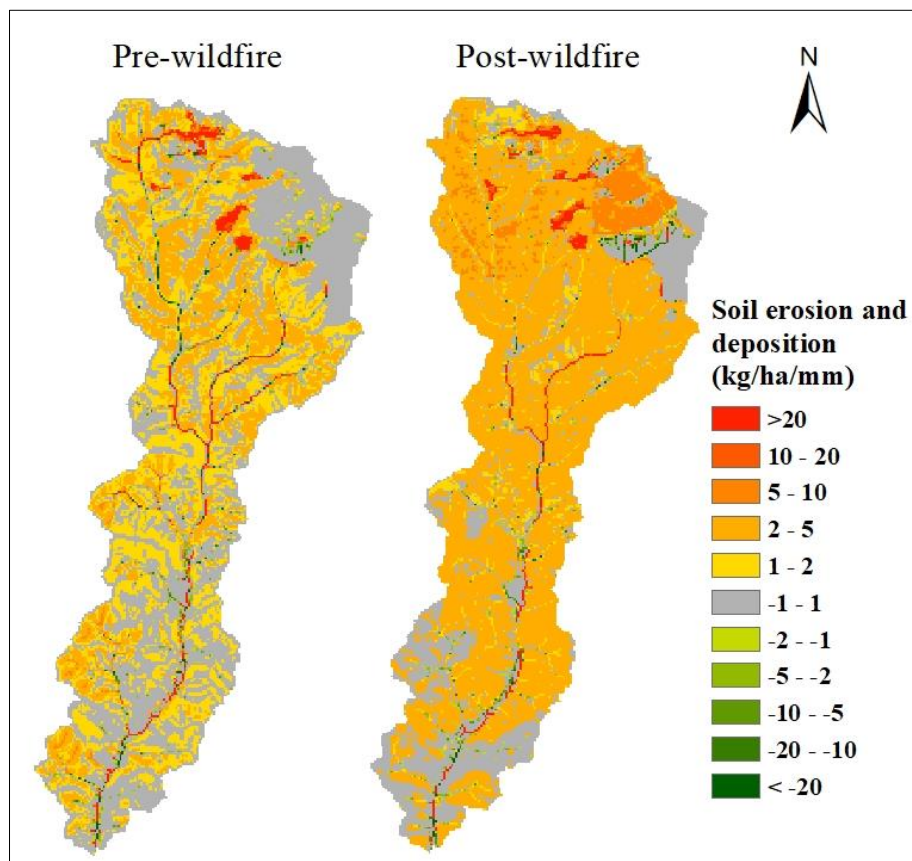 Pre-wildfire
Post-wildfire
N
Soil erosion and
deposition
(kg/ha/mm)
>20
10 - 20
5 - 10
2 - 5
1 - 2
-1 - 1
-2 - -1
-5 - -2
-10 - -5
-20 - -10
< -20